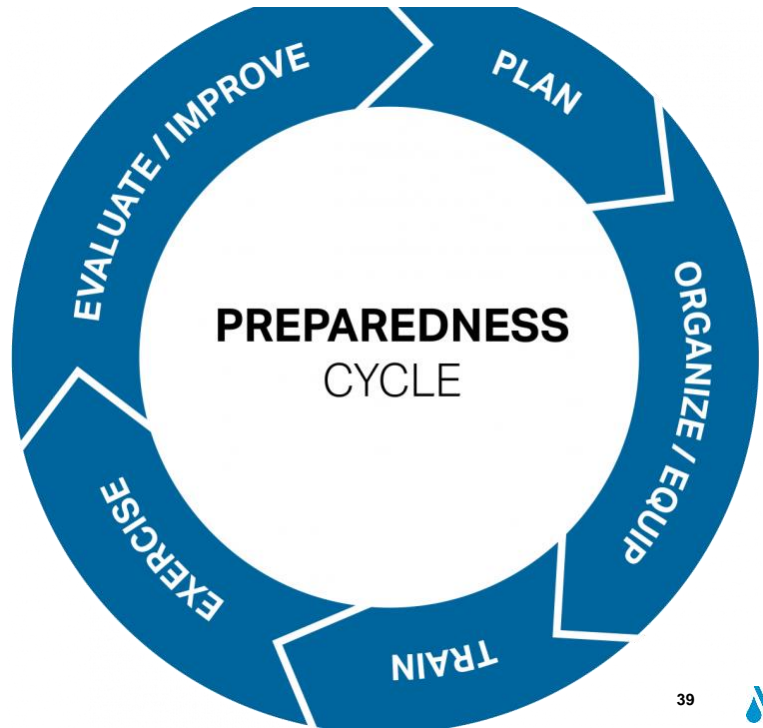 PREPAREDNESS
CYCLE
PLAN
ORGANIZE / EQUIP
TRAIN
EXERCISE
EVALUATE / IMPROVE
39